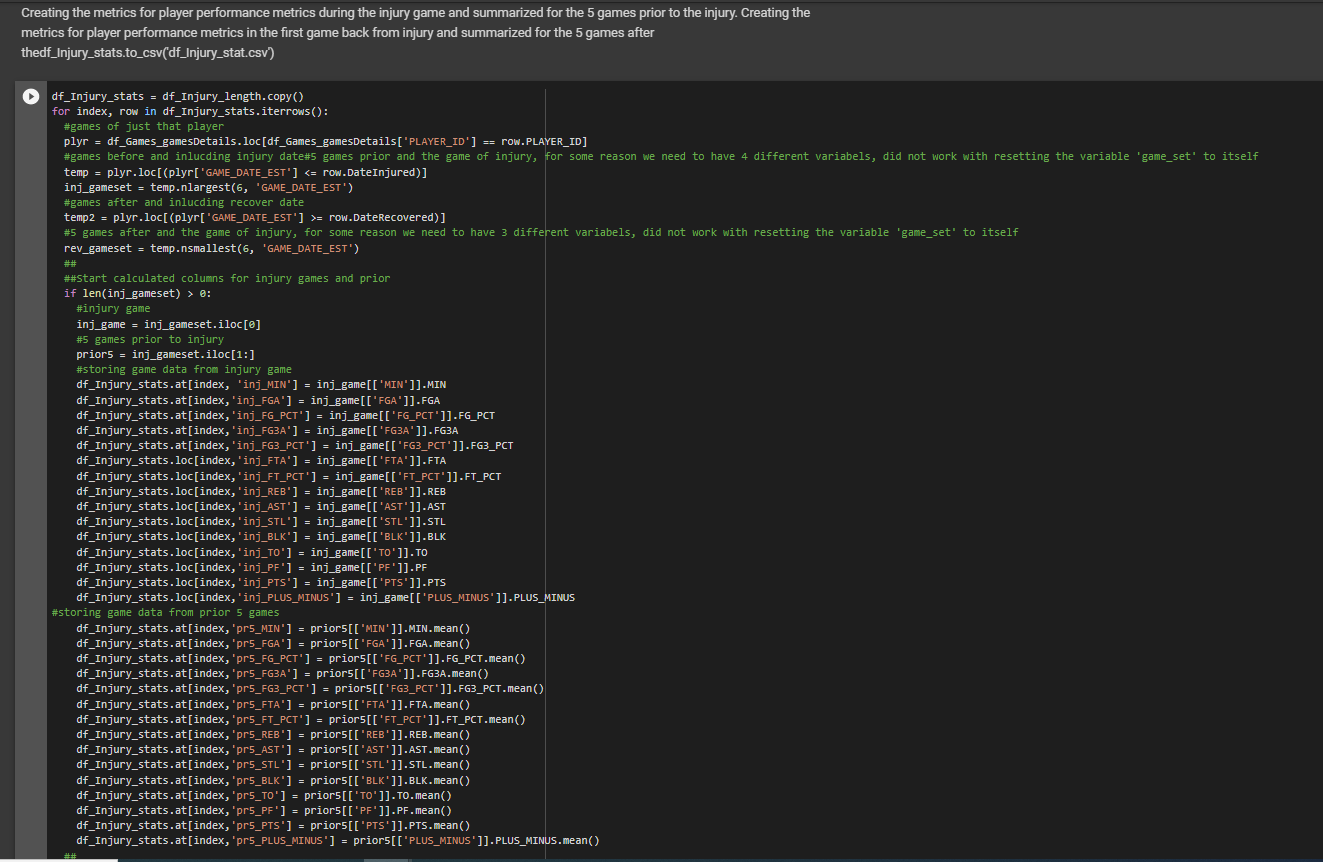 Creating the metrics for player performance metrics during the injury game and summarized for the 5 games prior to the injury. Creating the
metrics for player performance metrics in the first game back from injury and summarized for the 5 games after
thedf_Injury_stats.to_csv('df_Injury_stat.csv')
df_Injury_stats = df_Injury_length.copy()
for index, row in df_Injury_stats.iterrows():
  #games of just that player
  plyr = df_Games_gamesDetails.loc[df_Games_gamesDetails['PLAYER_ID'] == row.PLAYER_ID]
  #games before and inlucding injury date#5 games prior and the game of injury, for some reason we need to have 4 different variabels, did not work with resetting the variable 'game_set' to itself
  temp = plyr.loc[(plyr['GAME_DATE_EST'] <= row.DateInjured)]
  inj_gameset = temp.nlargest(6, 'GAME_DATE_EST')
  #games after and inlucding recover date
  temp2 = plyr.loc[(plyr['GAME_DATE_EST'] >= row.DateRecovered)]
  #5 games after and the game of injury, for some reason we need to have 3 different variabels, did not work with resetting the variable 'game_set' to itself
  rev_gameset = temp.nsmallest(6, 'GAME_DATE_EST')
  ##
  ##Start calculated columns for injury games and prior
  if len(inj_gameset) > 0:
    #injury game
    inj_game = inj_gameset.iloc[0]
    #5 games prior to injury
    prior5 = inj_gameset.iloc[1:]
    #storing game data from injury game
    df_Injury_stats.at[index, 'inj_MIN'] = inj_game[['MIN']].MIN
    df_Injury_stats.at[index,'inj_FGA'] = inj_game[['FGA']].FGA
    df_Injury_stats.at[index,'inj_FG_PCT'] = inj_game[['FG_PCT']].FG_PCT
    df_Injury_stats.at[index,'inj_FG3A'] = inj_game[['FG3A']].FG3A
    df_Injury_stats.at[index,'inj_FG3_PCT'] = inj_game[['FG3_PCT']].FG3_PCT
    df_Injury_stats.loc[index,'inj_FTA'] = inj_game[['FTA']].FTA
    df_Injury_stats.loc[index,'inj_FT_PCT'] = inj_game[['FT_PCT']].FT_PCT
    df_Injury_stats.loc[index,'inj_REB'] = inj_game[['REB']].REB
    df_Injury_stats.loc[index,'inj_AST'] = inj_game[['AST']].AST
    df_Injury_stats.loc[index,'inj_STL'] = inj_game[['STL']].STL
    df_Injury_stats.loc[index,'inj_BLK'] = inj_game[['BLK']].BLK
    df_Injury_stats.loc[index,'inj_TO'] = inj_game[['TO']].TO
    df_Injury_stats.loc[index,'inj_PF'] = inj_game[['PF']].PF
    df_Injury_stats.loc[index,'inj_PTS'] = inj_game[['PTS']].PTS
    df_Injury_stats.loc[index,'inj_PLUS_MINUS'] = inj_game[['PLUS_MINUS']].PLUS_MINUS
#storing game data from prior 5 games
    df_Injury_stats.at[index,'pr5_MIN'] = prior5[['MIN']].MIN.mean()
    df_Injury_stats.at[index,'pr5_FGA'] = prior5[['FGA']].FGA.mean()
    df_Injury_stats.at[index,'pr5_FG_PCT'] = prior5[['FG_PCT']].FG_PCT.mean()
    df_Injury_stats.at[index,'pr5_FG3A'] = prior5[['FG3A']].FG3A.mean()
    df_Injury_stats.at[index,'pr5_FG3_PCT'] = prior5[['FG3_PCT']].FG3_PCT.mean()
    df_Injury_stats.at[index,'pr5_FTA'] = prior5[['FTA']].FTA.mean()
    df_Injury_stats.at[index,'pr5_FT_PCT'] = prior5[['FT_PCT']].FT_PCT.mean()
    df_Injury_stats.at[index,'pr5_REB'] = prior5[['REB']].REB.mean()
    df_Injury_stats.at[index,'pr5_AST'] = prior5[['AST']].AST.mean()
    df_Injury_stats.at[index,'pr5_STL'] = prior5[['STL']].STL.mean()
    df_Injury_stats.at[index,'pr5_BLK'] = prior5[['BLK']].BLK.mean()
    df_Injury_stats.at[index,'pr5_TO'] = prior5[['TO']].TO.mean()
    df_Injury_stats.at[index,'pr5_PF'] = prior5[['PF']].PF.mean()
    df_Injury_stats.at[index,'pr5_PTS'] = prior5[['PTS']].PTS.mean()
    df_Injury_stats.at[index,'pr5_PLUS_MINUS'] = prior5[['PLUS_MINUS']].PLUS_MINUS.mean()
  ##